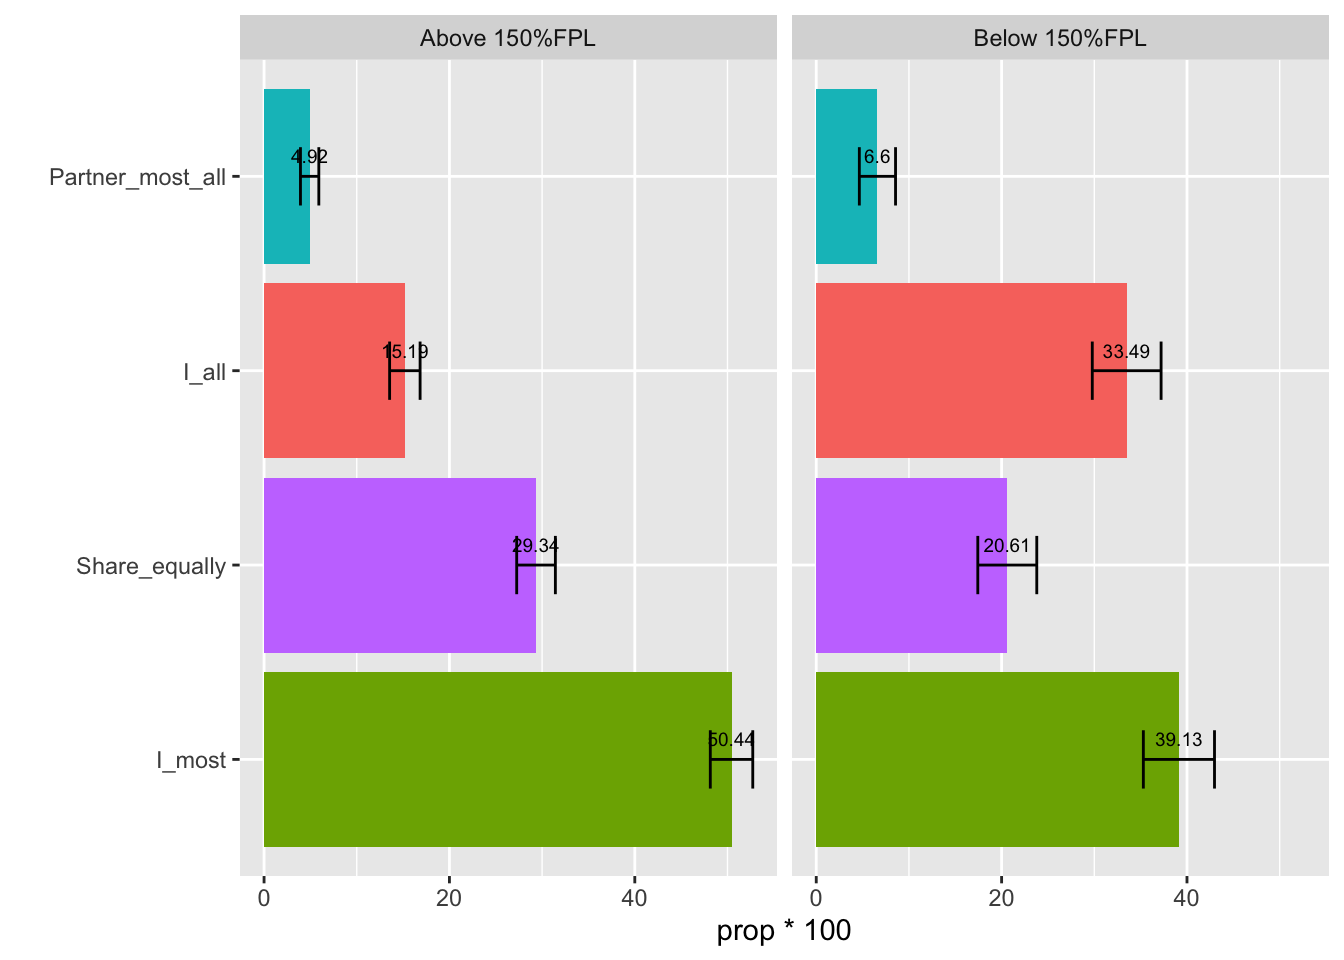 Above 150%FPL
Below 150%FPL
Partner_most_all
4.92
6.6
I_all
15.19
33.49
Share_equally
29.34
20.61
I_most
50.44
39.13
0 20 40
0 20 40
prop * 100